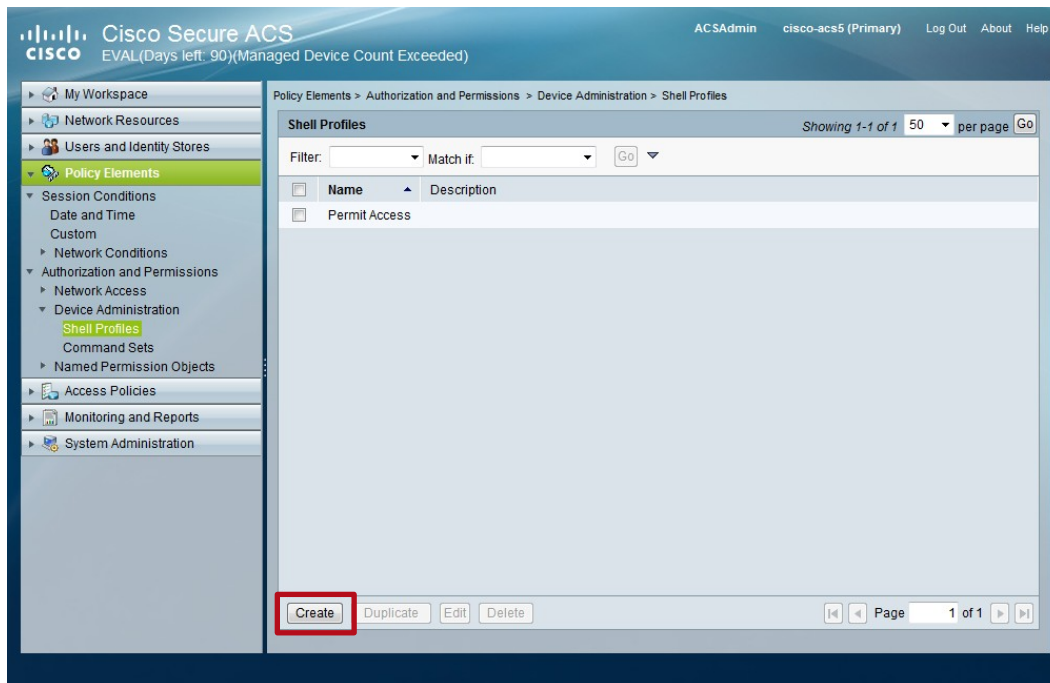 CISCO
Cisco Secure ACS
EVAL(Days left: 90)(Managed Device Count Exceeded)
ACSAdmin cisco-acs5 (Primary) Log Out About Help
My Workspace
Network Resources
Users and Identity Stores
Policy Elements
Session Conditions
Date and Time
Custom
Network Conditions
Authorization and Permissions
Network Access
Device Administration
Shell Profiles
Command Sets
Named Permission Objects
Access Policies
Monitoring and Reports
System Administration
Policy Elements > Authorization and Permissions > Device Administration > Shell Profiles
Shell Profiles
Showing 1-1 of 1 50 per page Go
Filter: Match if: Go
Name Description
Permit Access
Create Duplicate Edit Delete
Page 1 of 1